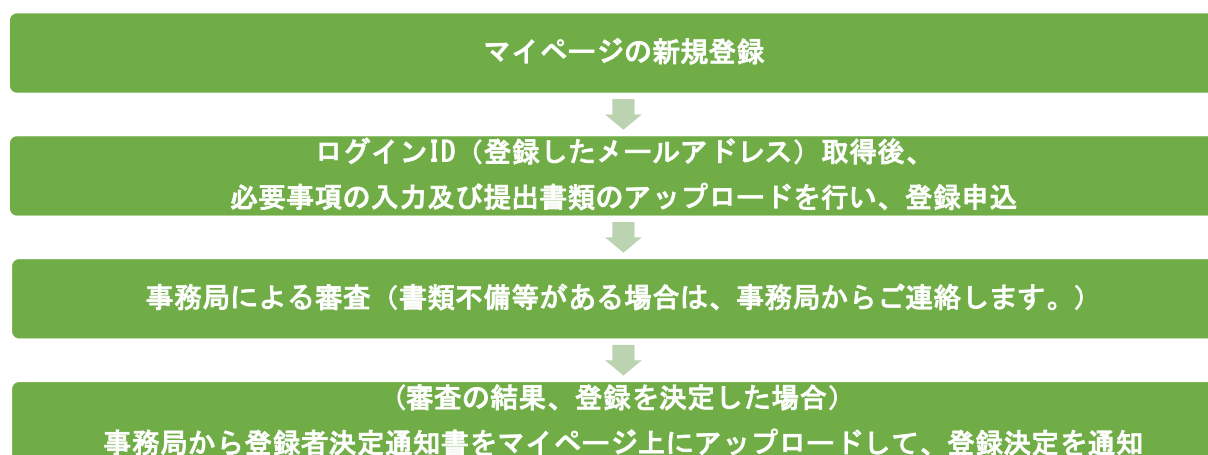 マイページの新規登録
ログインID（登録したメールアドレス）取得後、
必要事項の入力及び提出書類のアップロードを行い、登録申込
事務局による審査（書類不備等がある場合は、事務局からご連絡します。）
（審査の結果、登録を決定した場合）
事務局から登録者決定通知書をマイページ上にアップロードして、登録決定を通知